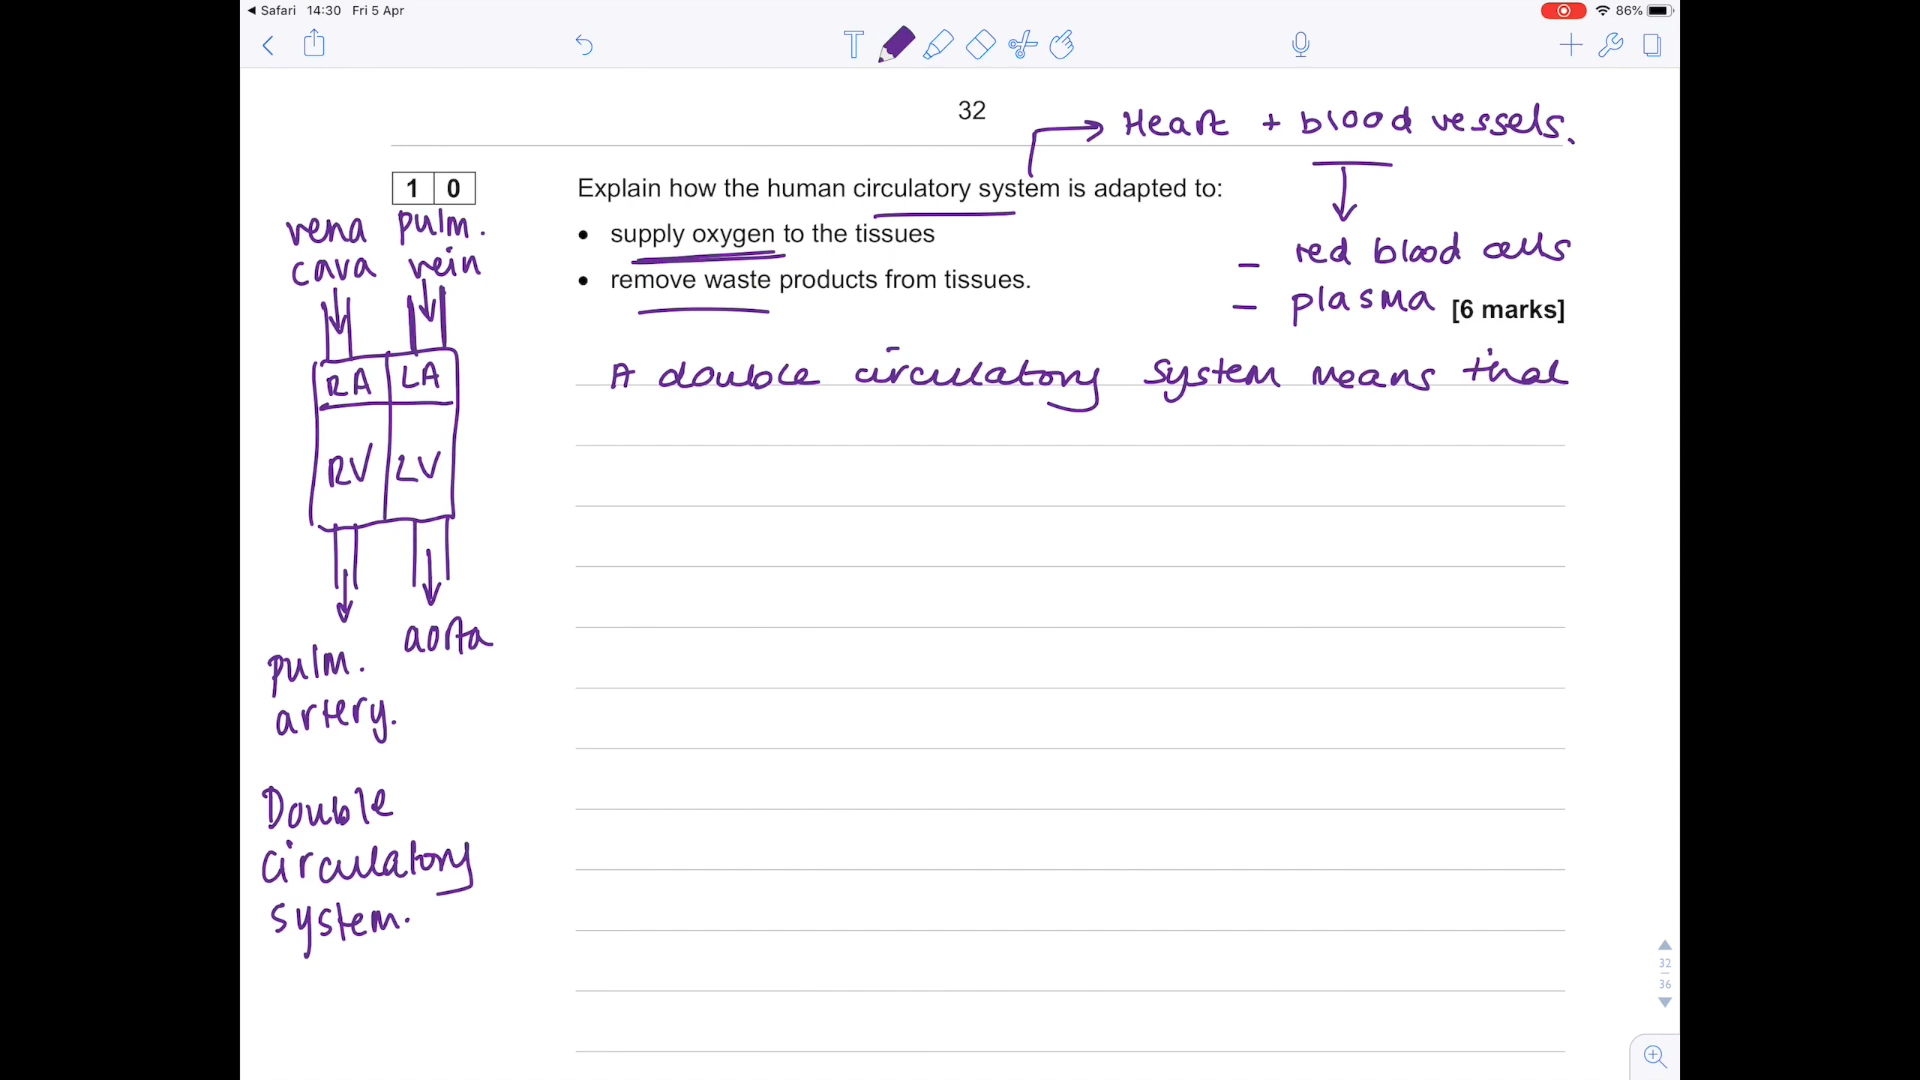 Safari 14:30 Fri 5 Apr
86%
T
32
Heart + blood vessels.
1 0
Explain how the human circulatory system is adapted to:
• supply oxygen to the tissues
• remove waste products from tissues.
- red blood cells
- plasma
[6 marks]
vena pulm.
cava vein
RA LA
RV LV
aorta
pulm.
artery.
Double
circulatory
system.
A double circulatory system means that
32
36